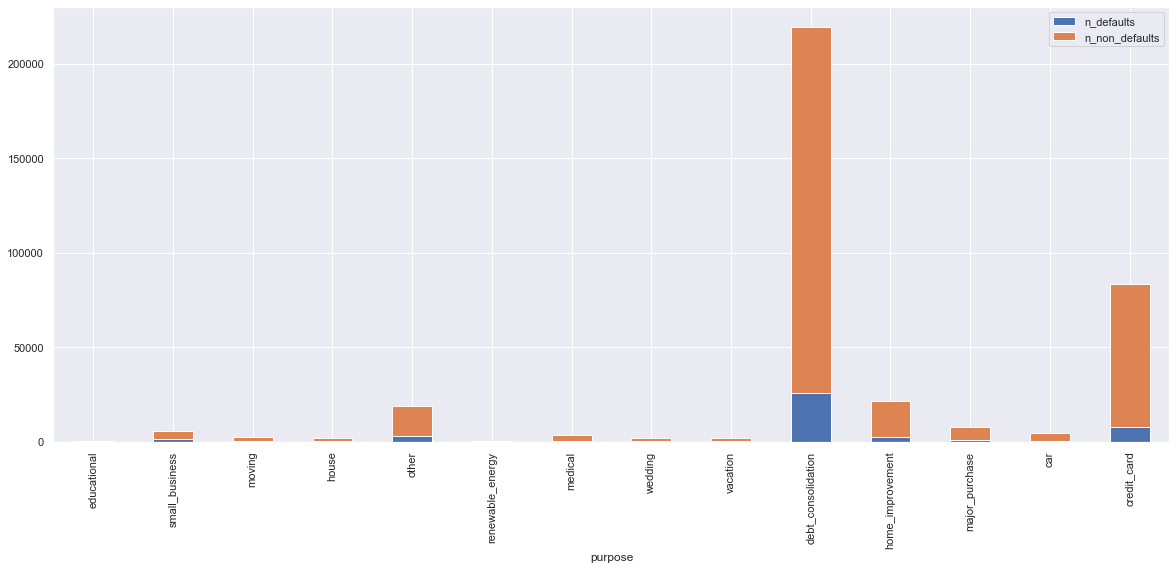 n_defaults
n_non_defaults
200000
150000
100000
50000
0
educational
small_business
moving
house
other
renewable_energy
medical
wedding
vacation
debt_consolidation
home_improvement
major_purchase
car
credit_card
purpose